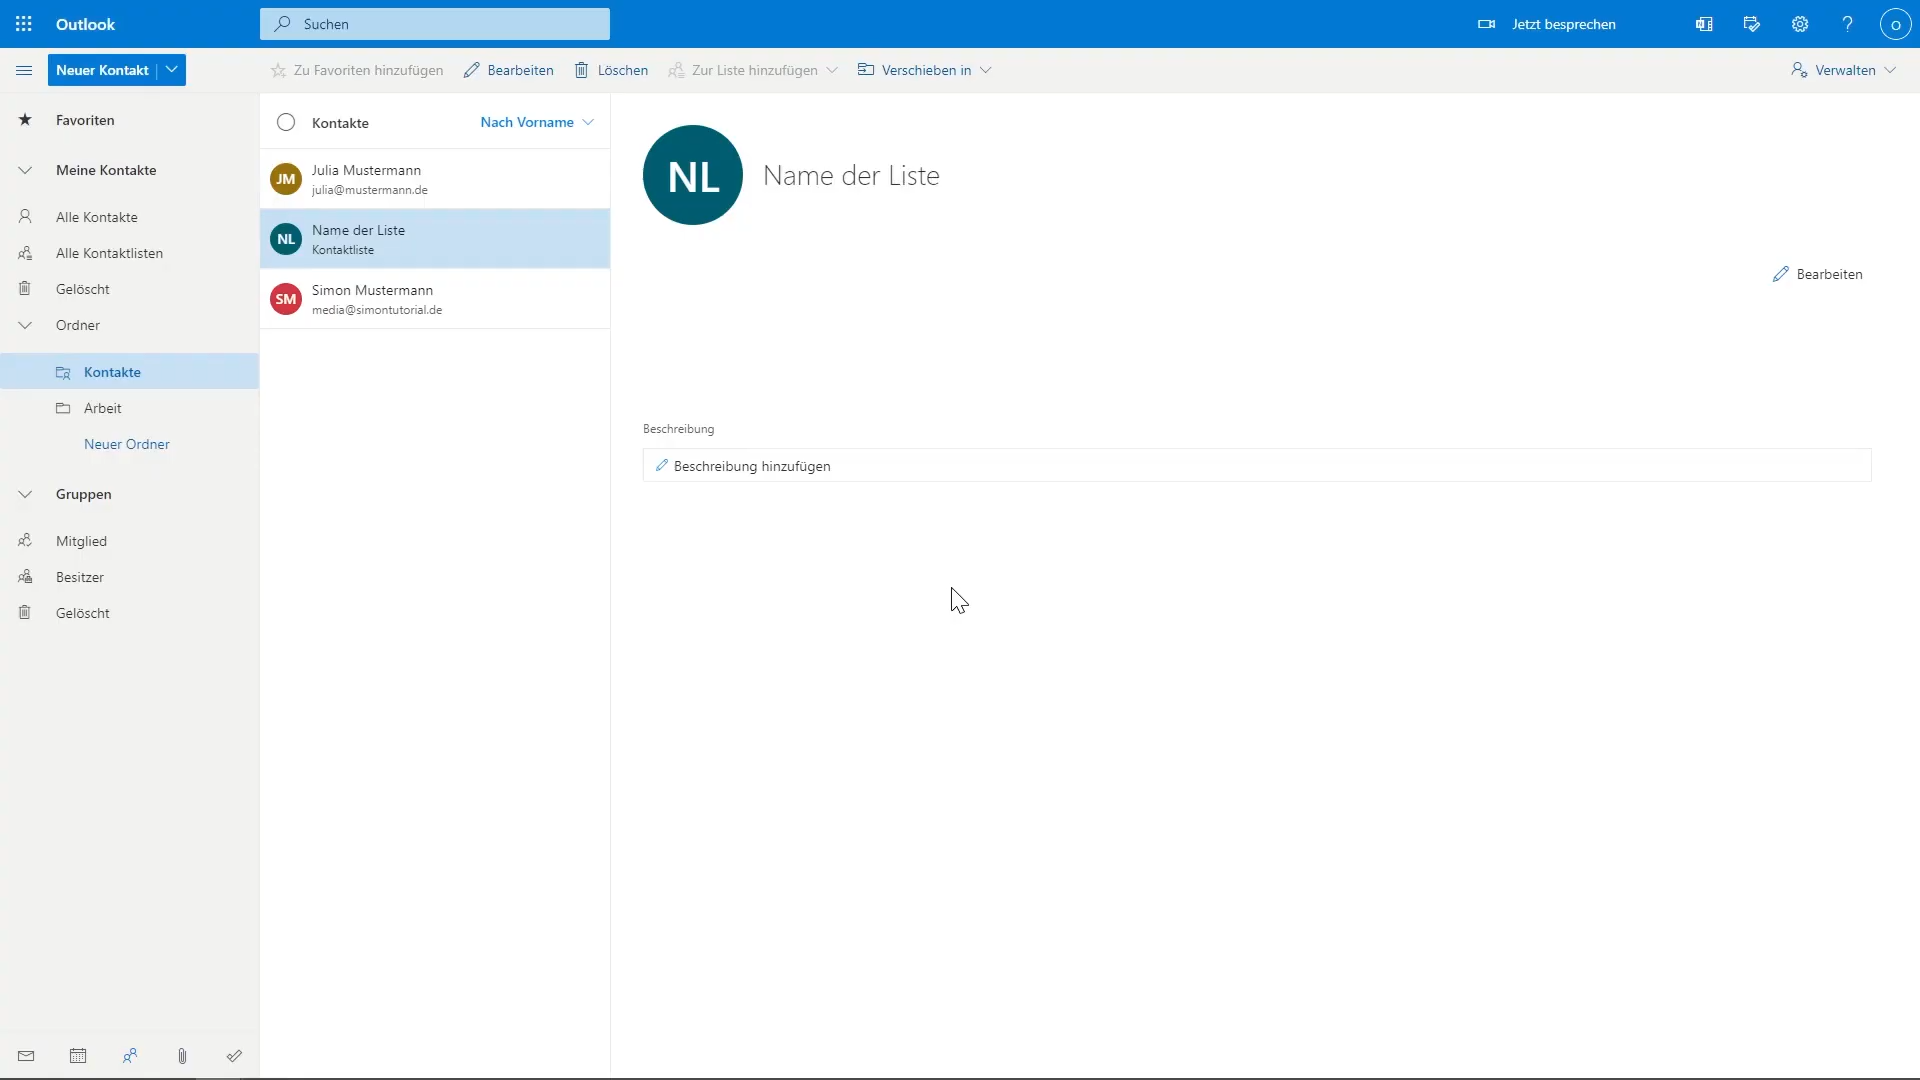 Outlook
Suchen
Jetzt besprechen
?
O
Neuer Kontakt
Zu Favoriten hinzufügen
Bearbeiten
Löschen
Zur Liste hinzufügen
Verschieben in
Verwalten
Favoriten
Meine Kontakte
Alle Kontakte
Alle Kontaktlisten
Gelöscht
Ordner
Kontakte
Arbeit
Neuer Ordner
Gruppen
Mitglied
Besitzer
Gelöscht
Kontakte
Nach Vorname
JM
Julia Mustermann
julia@mustermann.de
NL
Name der Liste
Kontaktliste
SM
Simon Mustermann
media@simontutorial.de
NL
Name der Liste
Bearbeiten
Beschreibung
Beschreibung hinzufügen